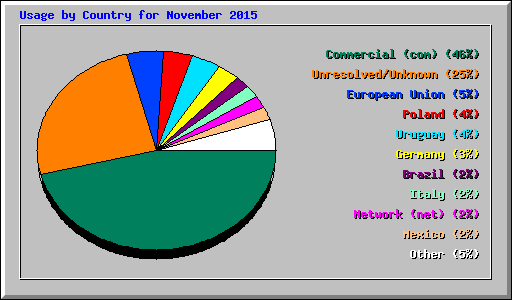 Usage by Country for November 2015
Commercial (com) (46%)
Unresolved/Unknown (25%)
European Union (5%)
Poland (4%)
Uruguay (4%)
Germany (3%)
Brazil (2%)
Italy (2%)
Network (net) (2%)
Mexico (2%)
Other (5%)